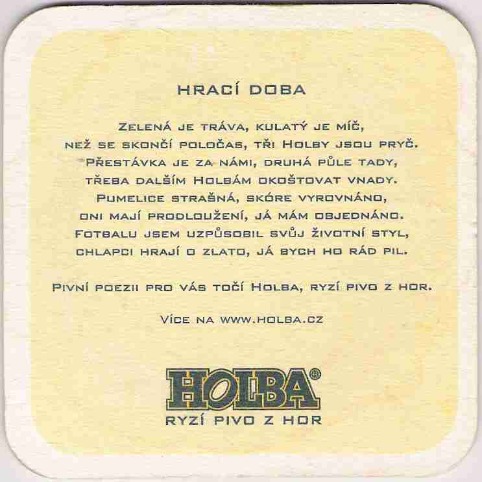 HRACÍ DOBA
ZELENÁ JE TRÁVA, KULATÝ JE MÍČ,
NEŽ SE SKONČÍ POLOČAS, TŘI HOLBY JSOU PRYČ.
PŘESTÁVKA JE ZA NÁMI, DRUHÁ PŮLE TADY,
TŘEBA DALŠÍM HOLBÁM OKOŠTOVAT VNADY.
PUMELICE STRAŠNÁ, SKÓRE VYROVNÁNO,
ONI MAJÍ PRODLOUŽENÍ, JÁ MÁM OBJEDNÁNO.
FOTBALU JSEM UZPŮSOBIL SVŮJ ŽIVOTNÍ STYL,
CHLAPCI HRAJÍ O ZLATO, JÁ BYCH HO RÁD PIL.
PIVNÍ POEZII PRO VÁS TOČÍ HOLBA, RYZÍ PIVO Z HOR.
VÍCE NA WWW.HOLBA.CZ
HOLBA®
RYZÍ PIVO Z HOR